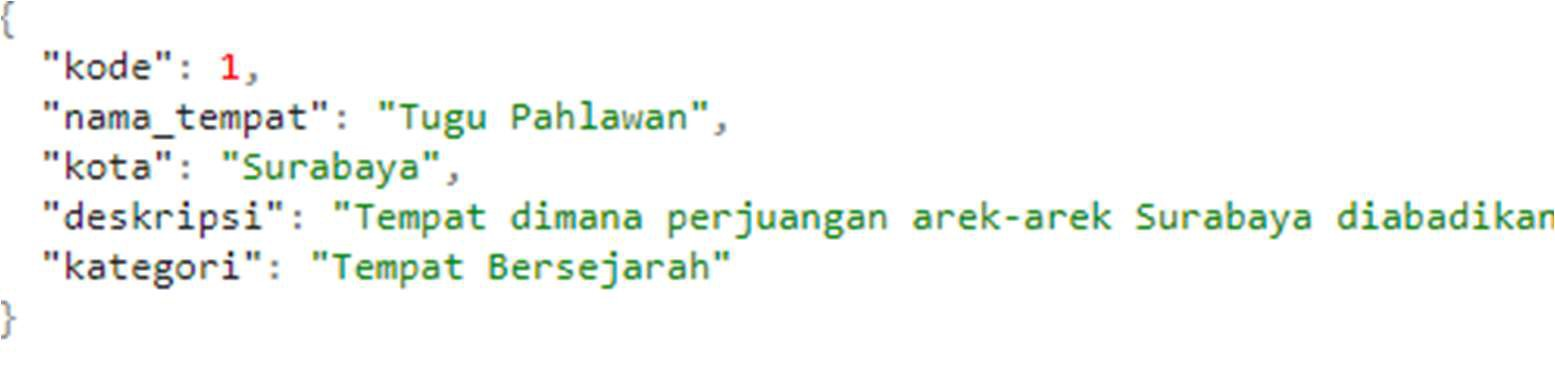 {
"kode": 1,
"nama_tempat": "Tugu Pahlawan",
"kota": "Surabaya",
"deskripsi": "Tempat dimana perjuangan arek-arek Surabaya diabadikan
"kategori": "Tempat Bersejarah"
}